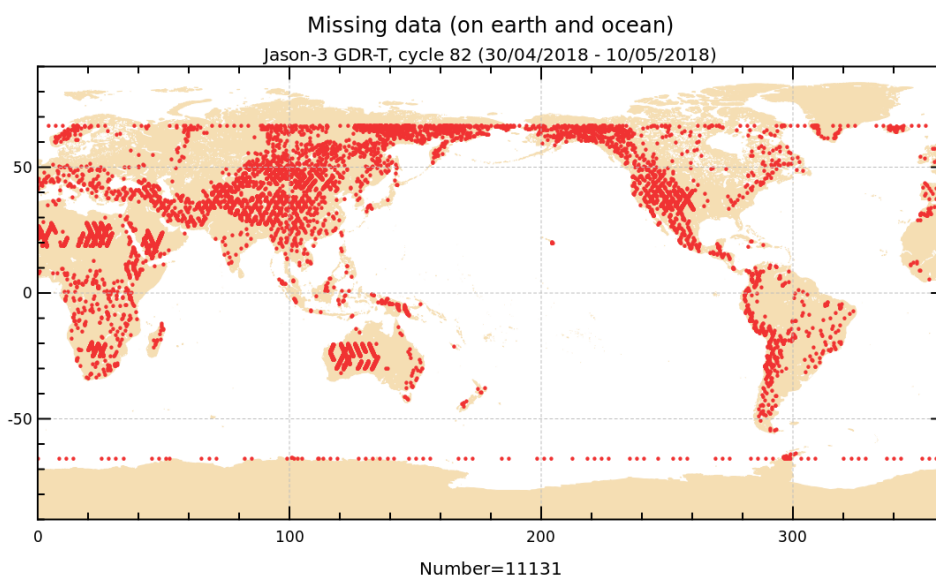 Missing data (on earth and ocean)
Jason-3 GDR-T, cycle 82 (30/04/2018 - 10/05/2018)
50
0
-50
0 100 200 300
Number=11131